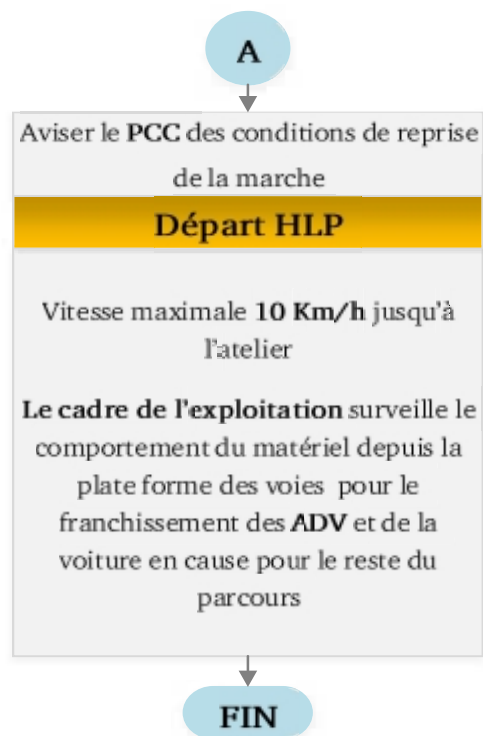 A
Aviser le PCC des conditions de reprise
de la marche
Départ HLP
Vitesse maximale 10 Km/h jusqu'à
l'atelier
Le cadre de l'exploitation surveille le
comportement du matériel depuis la
plate forme des voies pour le
franchissement des ADV et de la
voiture en cause pour le reste du
parcours
FIN